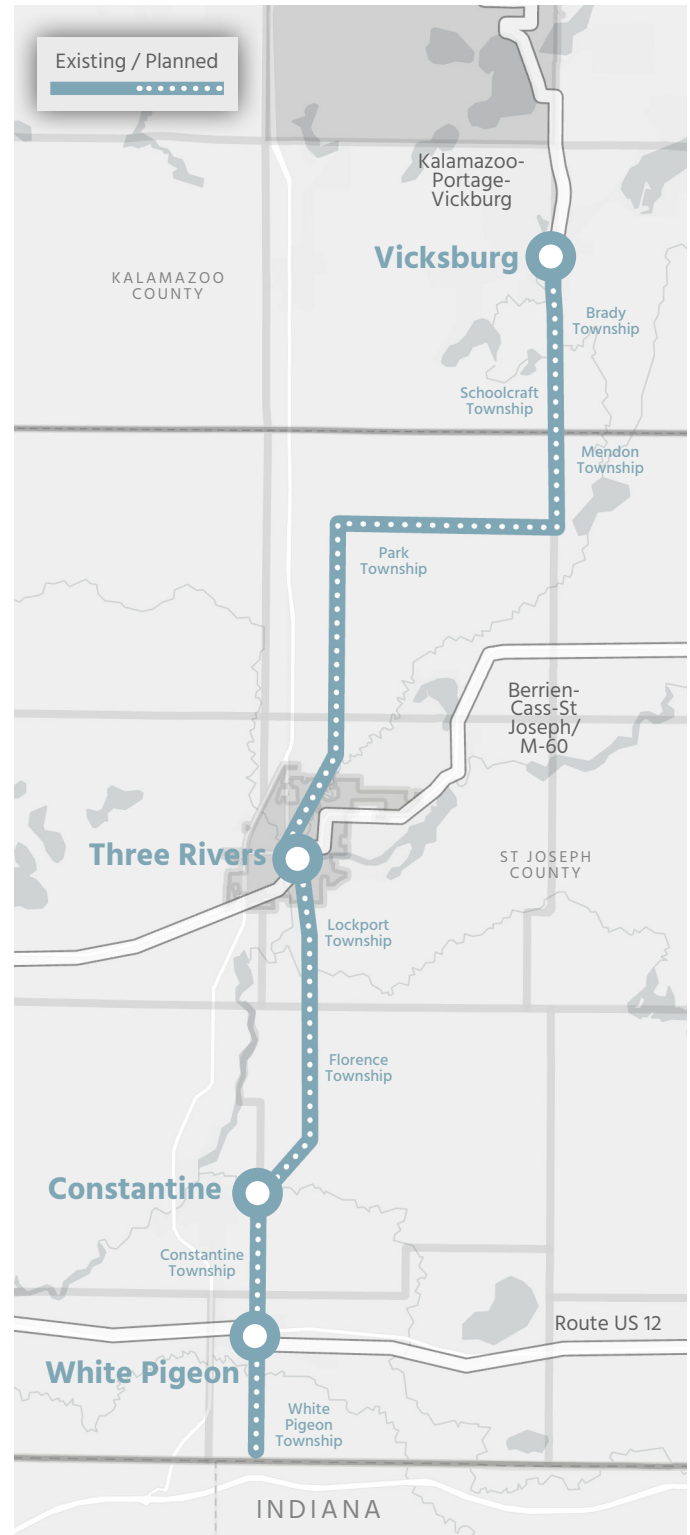 Existing / Planned
Kalamazoo-
Portage-
Vickburg
Vicksburg
KALAMAZOO
COUNTY
Brady
Township
Schoolcraft
Township
Mendon
Township
Park
Township
Berrien-
Cass-St
Joseph/
M-60
Three Rivers
ST JOSEPH
COUNTY
Lockport
Township
Florence
Township
Constantine
Constantine
Township
Route US 12
White Pigeon
White
Pigeon
Township
INDIANA